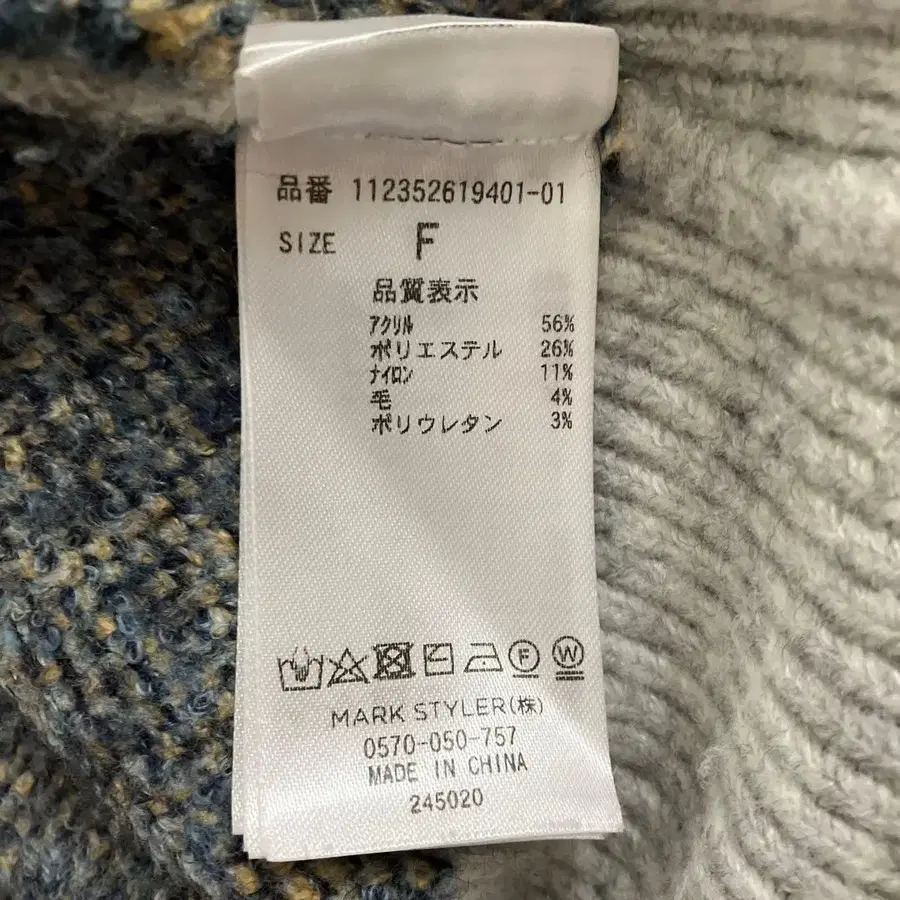 品番 112352619401-01
SIZE F
品質表示
アクリル 56%
ポリエステル 26%
ナイロン 11%
毛 4%
ポリウレタン 3%
F W
MARK STYLER(株)
0570-050-757
MADE IN CHINA
245020